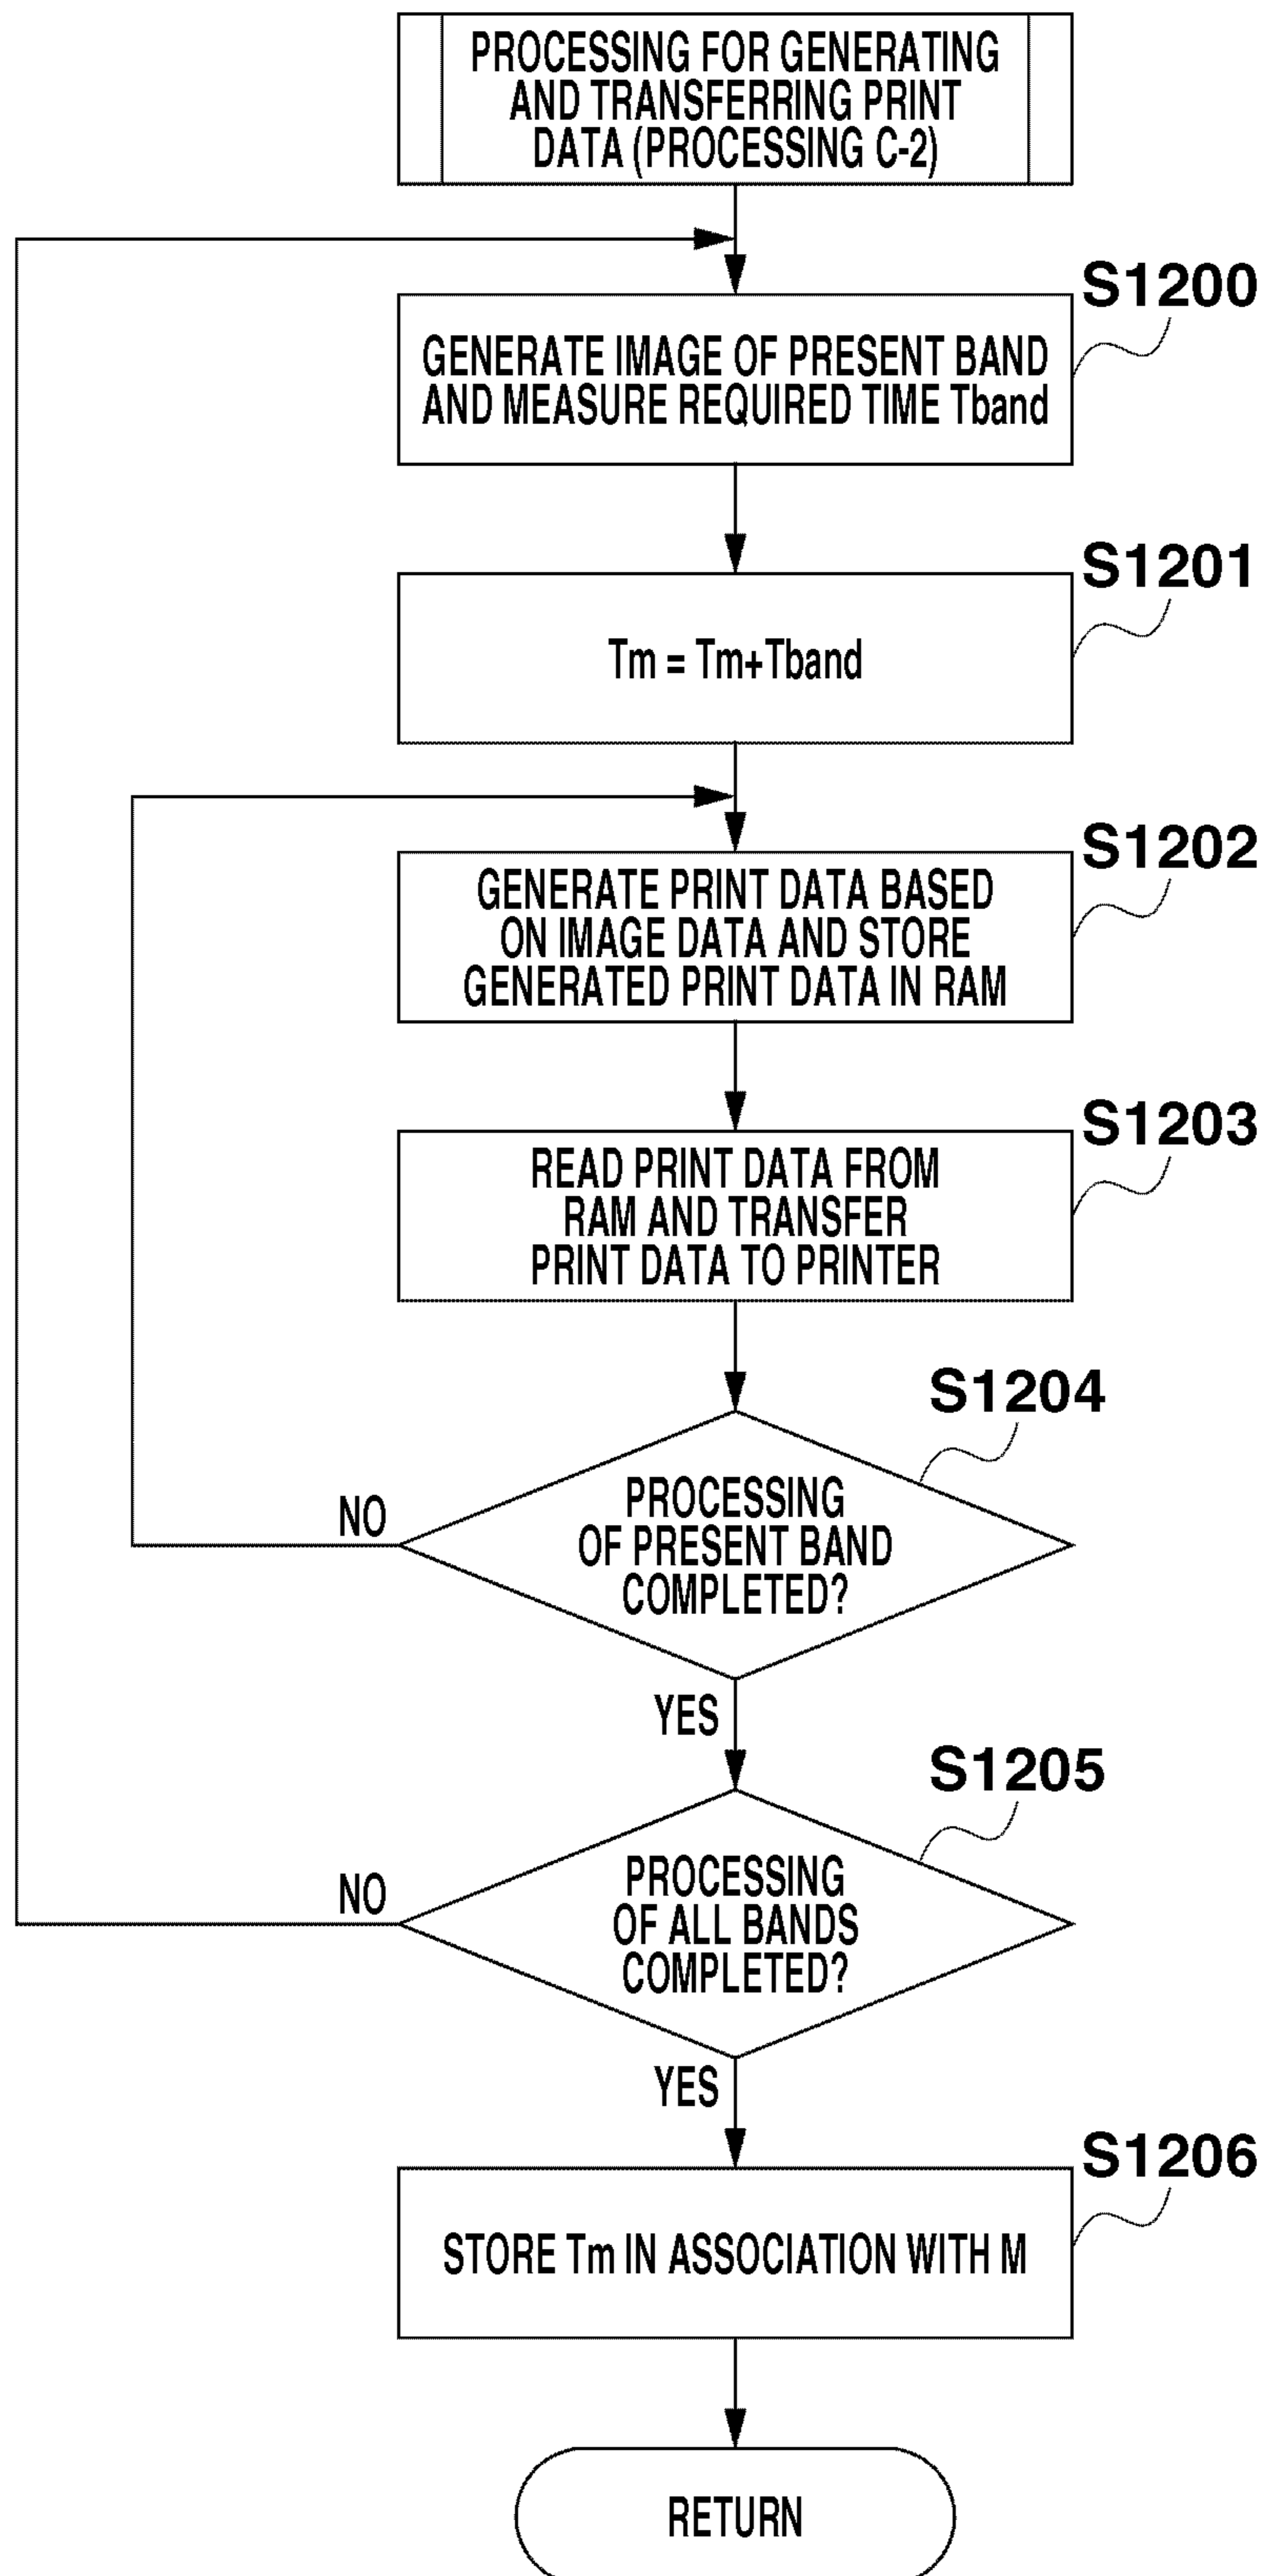 PROCESSING FOR GENERATING
AND TRANSFERRING PRINT
DATA (PROCESSING C-2)
S1200
GENERATE IMAGE OF PRESENT BAND
AND MEASURE REQUIRED TIME Tband
S1201
Tm = Tm+Tband
S1202
GENERATE PRINT DATA BASED
ON IMAGE DATA AND STORE
GENERATED PRINT DATA IN RAM
S1203
READ PRINT DATA FROM
RAM AND TRANSFER
PRINT DATA TO PRINTER
S1204
PROCESSING
OF PRESENT BAND
COMPLETED?
NO
YES
S1205
PROCESSING
OF ALL BANDS
COMPLETED?
NO
YES
S1206
STORE Tm IN ASSOCIATION WITH M
RETURN